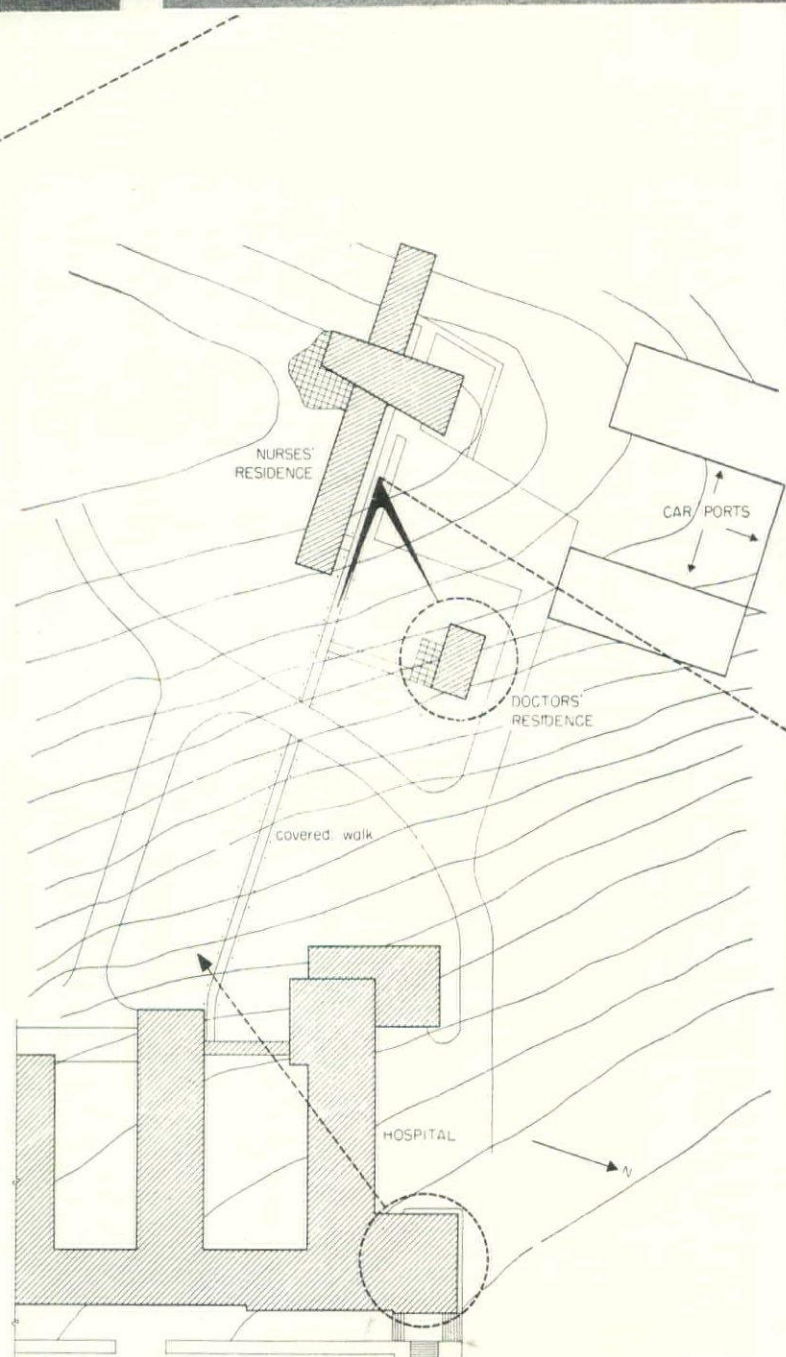 NURSES'
RESIDENCE
CAR PORTS
DOCTORS'
RESIDENCE
covered walk
HOSPITAL
N